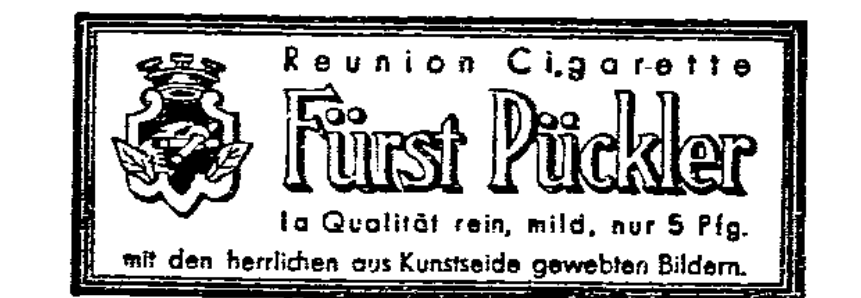 Reunion Cigarette
Fürst Pückler
Ia Qualität rein, mild, nur 5 Pfg.
mit den herrlichen aus Kunstseide gewebten Bildern.